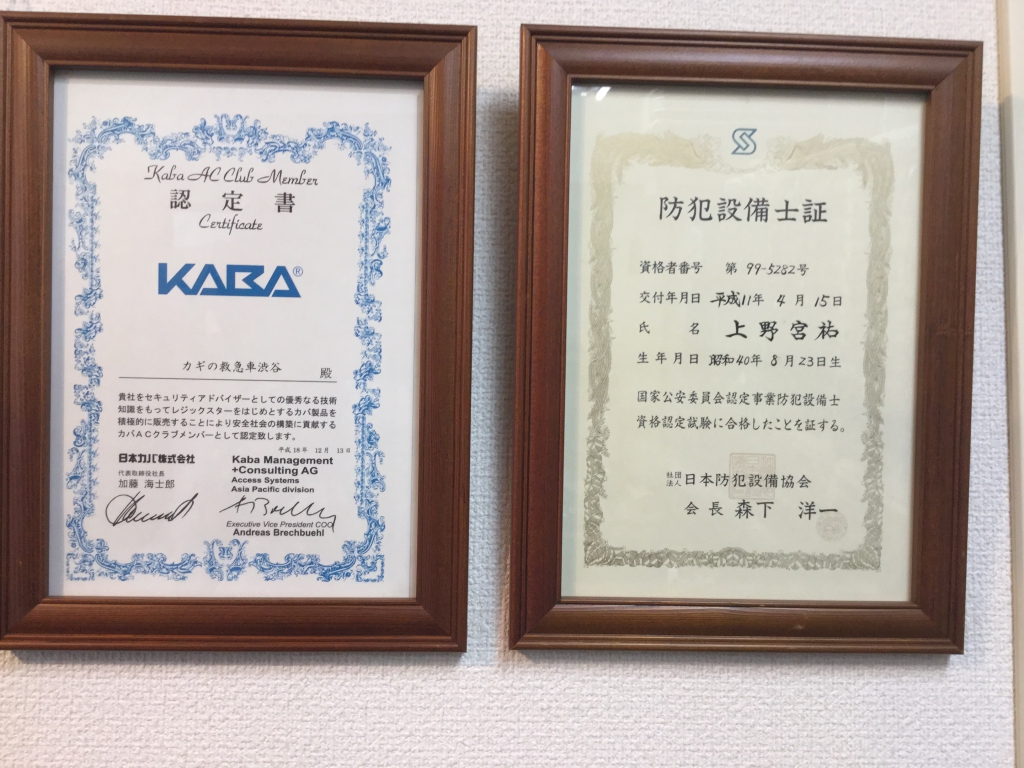 Kaba AC Club Member
認定書
Certificate
KABA®
カギの救急車渋谷 殿
貴社をセキュリティアドバイザーとしての優秀なる技術
知識をもってレジックスターをはじめとするカバ製品を
積極的に販売することにより安全社会の構築に貢献する
カバACクラブメンバーとして認定致します。
平成18年 12月 13日
日本カバ株式会社
代表取締役社長
加藤 海士郎
Kaba Management
+Consulting AG
Access Systems
Asia Pacific division
Executive Vice President COO
Andreas Brechbuehl
防犯設備士証
資格者番号 第 99-5282号
交付年月日 平成11年 4月 15日
氏 名 上野宮祐
生年月日 昭和40年 8月23日生
国家公安委員会認定事業防犯設備士
資格認定試験に合格したことを証する。
社団法人 日本防犯設備協会
会長 森下 洋一